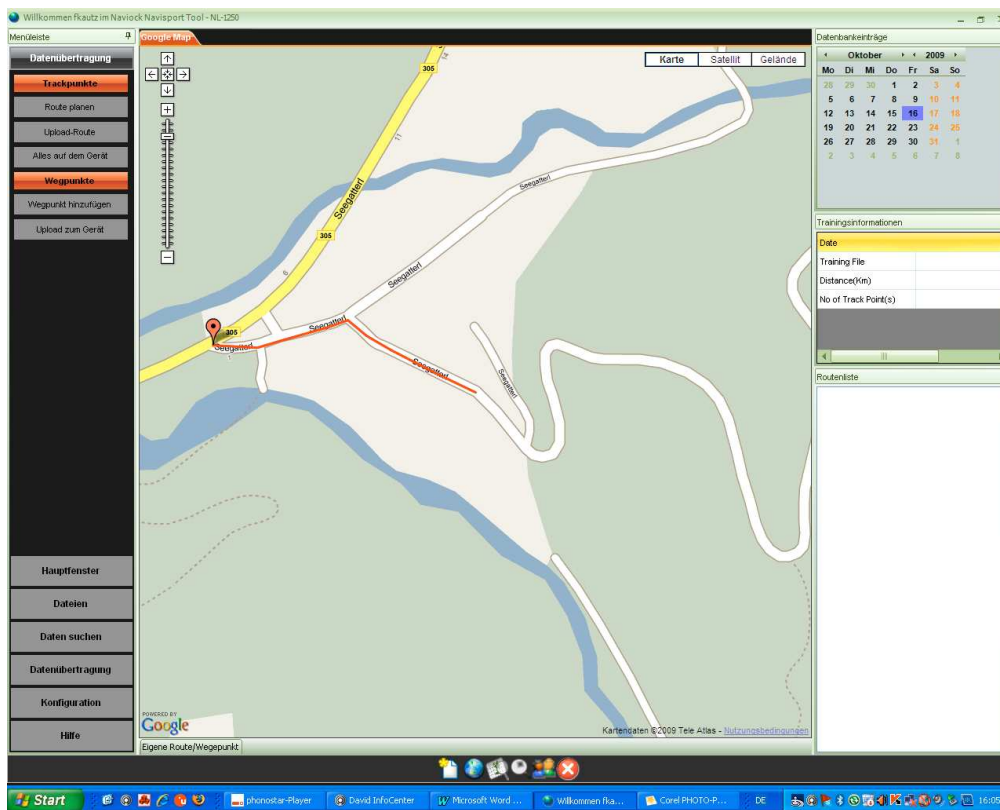 Willkommen fkautz im Naviock Navisport Tool - NL-1250
Menüleiste
Datenübertragung
Trackpunkte
Route planen
Upload-Route
Alles auf dem Gerät
Wegpunkte
Wegpunkt hinzufügen
Upload zum Gerät
Hauptfenster
Dateien
Daten suchen
Datenübertragung
Konfiguration
Hilfe
Google Map
Karte
Satellit
Gelände
305
14
11
Seegatterl
Seegatterl
305
6
Seegatterl
Seegatterl
305
Seegatterl
1
Seegatterl
Seegatterl
POWERED BY
Google
Kartendaten ©2009 Tele Atlas - Nutzungsbedingungen
Eigene Route/Wegepunkt
Datenbankeinträge
Oktober 2009
Mo Di Mi Do Fr Sa So
28 29 30 1 2 3 4
5 6 7 8 9 10 11
12 13 14 15 16 17 18
19 20 21 22 23 24 25
26 27 28 29 30 31 1
2 3 4 5 6 7 8
Trainingsinformationen
Date
Training File
Distance(Km)
No of Track Point(s)
Routenliste
Start
phonostar-Player
David InfoCenter
Microsoft Word ...
Willkommen fka...
Corel PHOTO-P...
DE
16:05